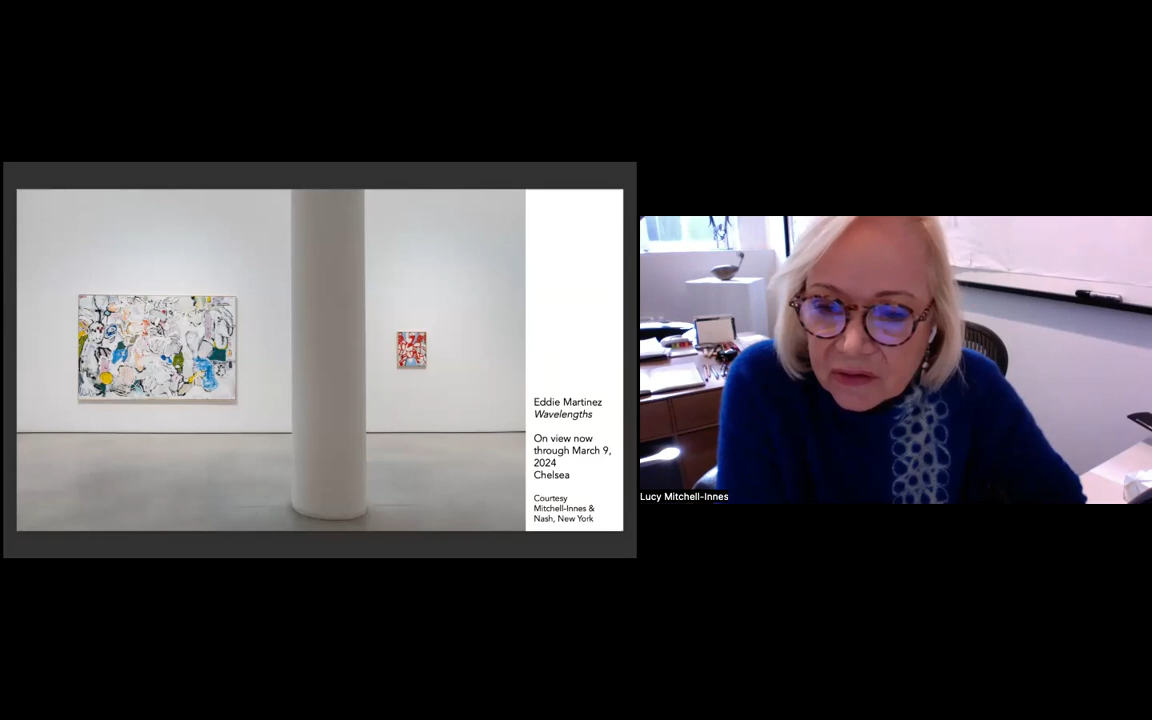 Eddie Martinez
Wavelengths
On view now
through March 9,
2024
Chelsea
Courtesy
Mitchell-Innes &
Nash, New York
Lucy Mitchell-Innes